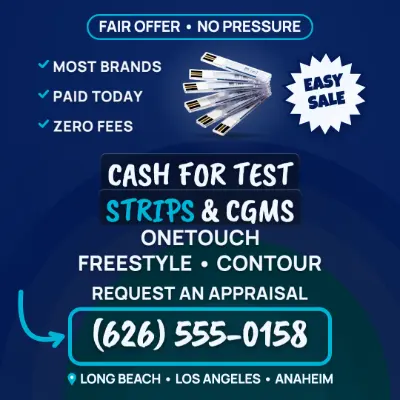 FAIR OFFER • NO PRESSURE
MOST BRANDS
PAID TODAY
ZERO FEES
EASY
SALE
CASH FOR TEST
STRIPS & CGMS
ONETOUCH
FREESTYLE • CONTOUR
REQUEST AN APPRAISAL
(626) 555-0158
LONG BEACH • LOS ANGELES • ANAHEIM